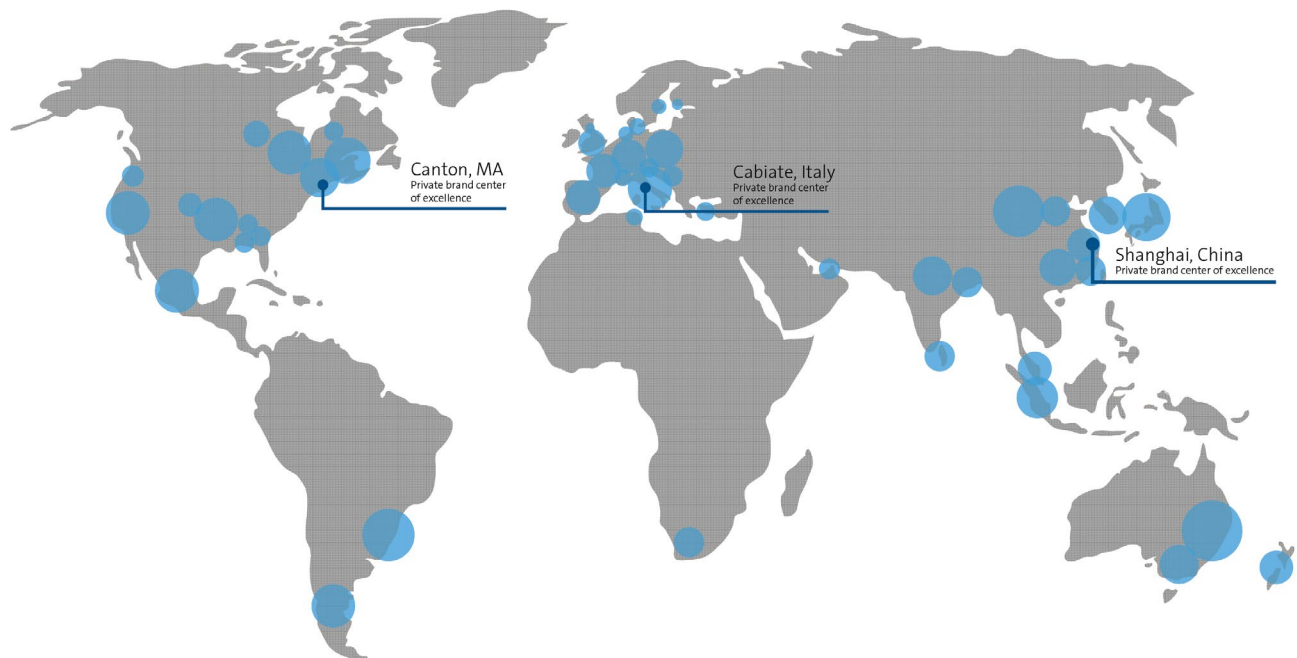 Canton, MA
Private brand center
of excellence
Cabiate, Italy
Private brand center
of excellence
Shanghai, China
Private brand center of excellence